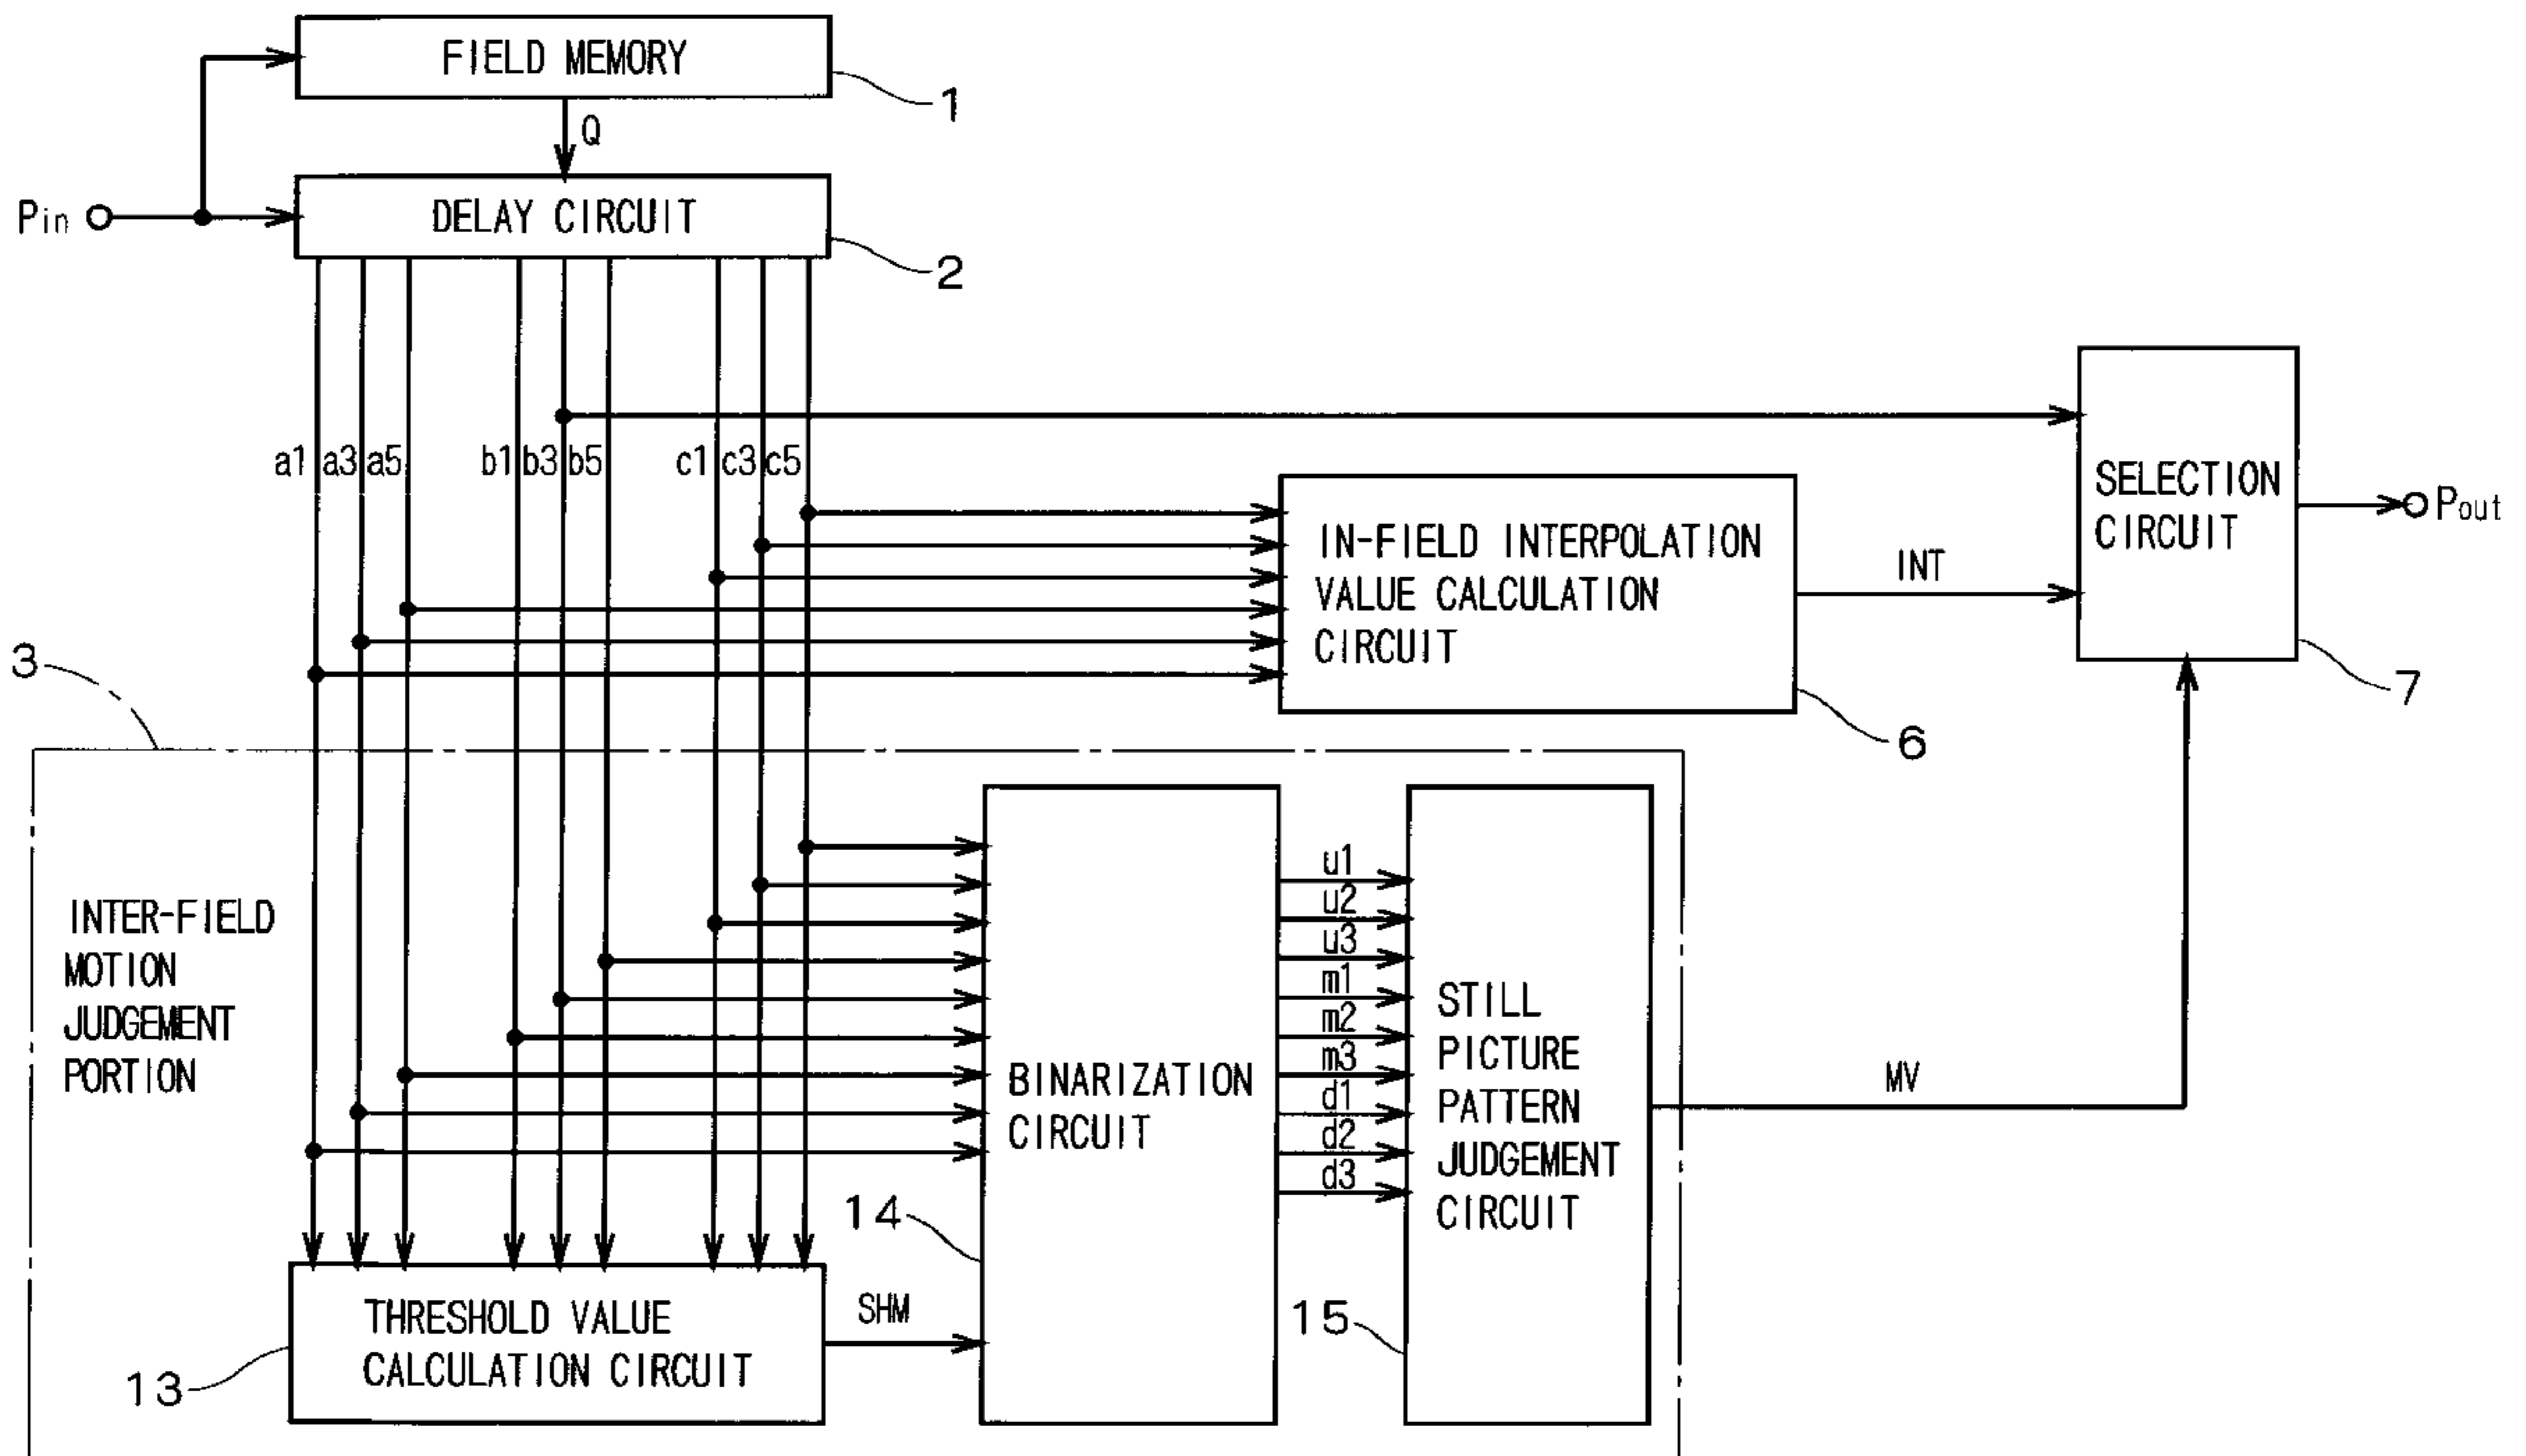 FIELD MEMORY
1
Q
Pin
DELAY CIRCUIT
2
a1 a3 a5 b1 b3 b5 c1 c3 c5
SELECTION
CIRCUIT
Pout
7
IN-FIELD INTERPOLATION
VALUE CALCULATION
CIRCUIT
INT
6
3
INTER-FIELD
MOTION
JUDGEMENT
PORTION
BINARIZATION
CIRCUIT
14
u1
u2
u3
m1
m2
m3
d1
d2
d3
STILL
PICTURE
PATTERN
JUDGEMENT
CIRCUIT
15
MV
THRESHOLD VALUE
CALCULATION CIRCUIT
13
SHM